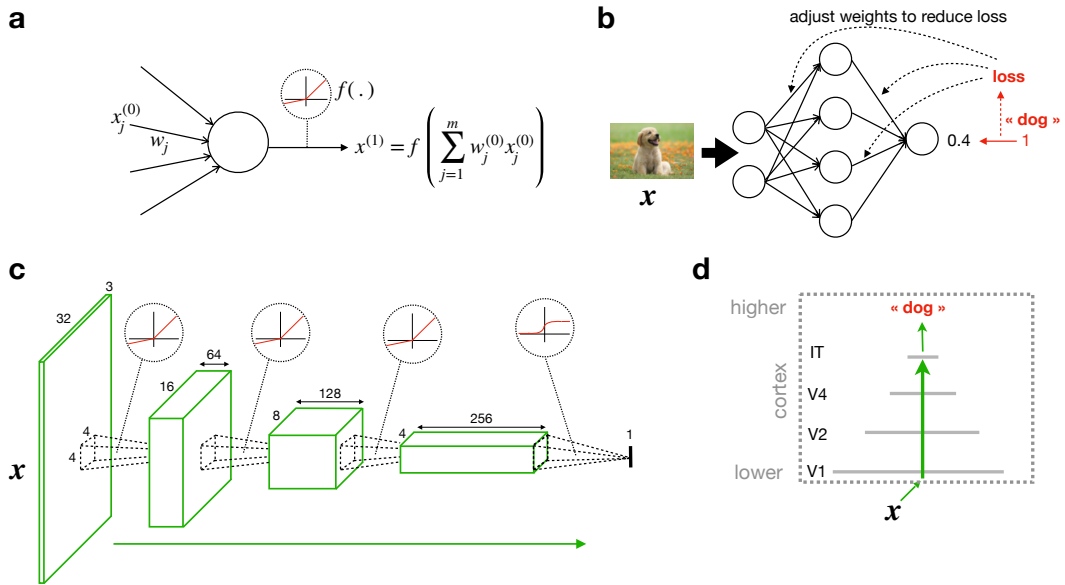 a
x_j^{(0)}
w_j
f( . )
x^{(1)} = f ( \sum_{j=1}^{m} w_j^{(0)} x_j^{(0)} )
b
adjust weights to reduce loss
loss
« dog »
0.4
1
x
c
3
32
64
16
128
8
256
4
4
4
1
x
d
higher
« dog »
IT
cortex
V4
V2
lower
V1
x